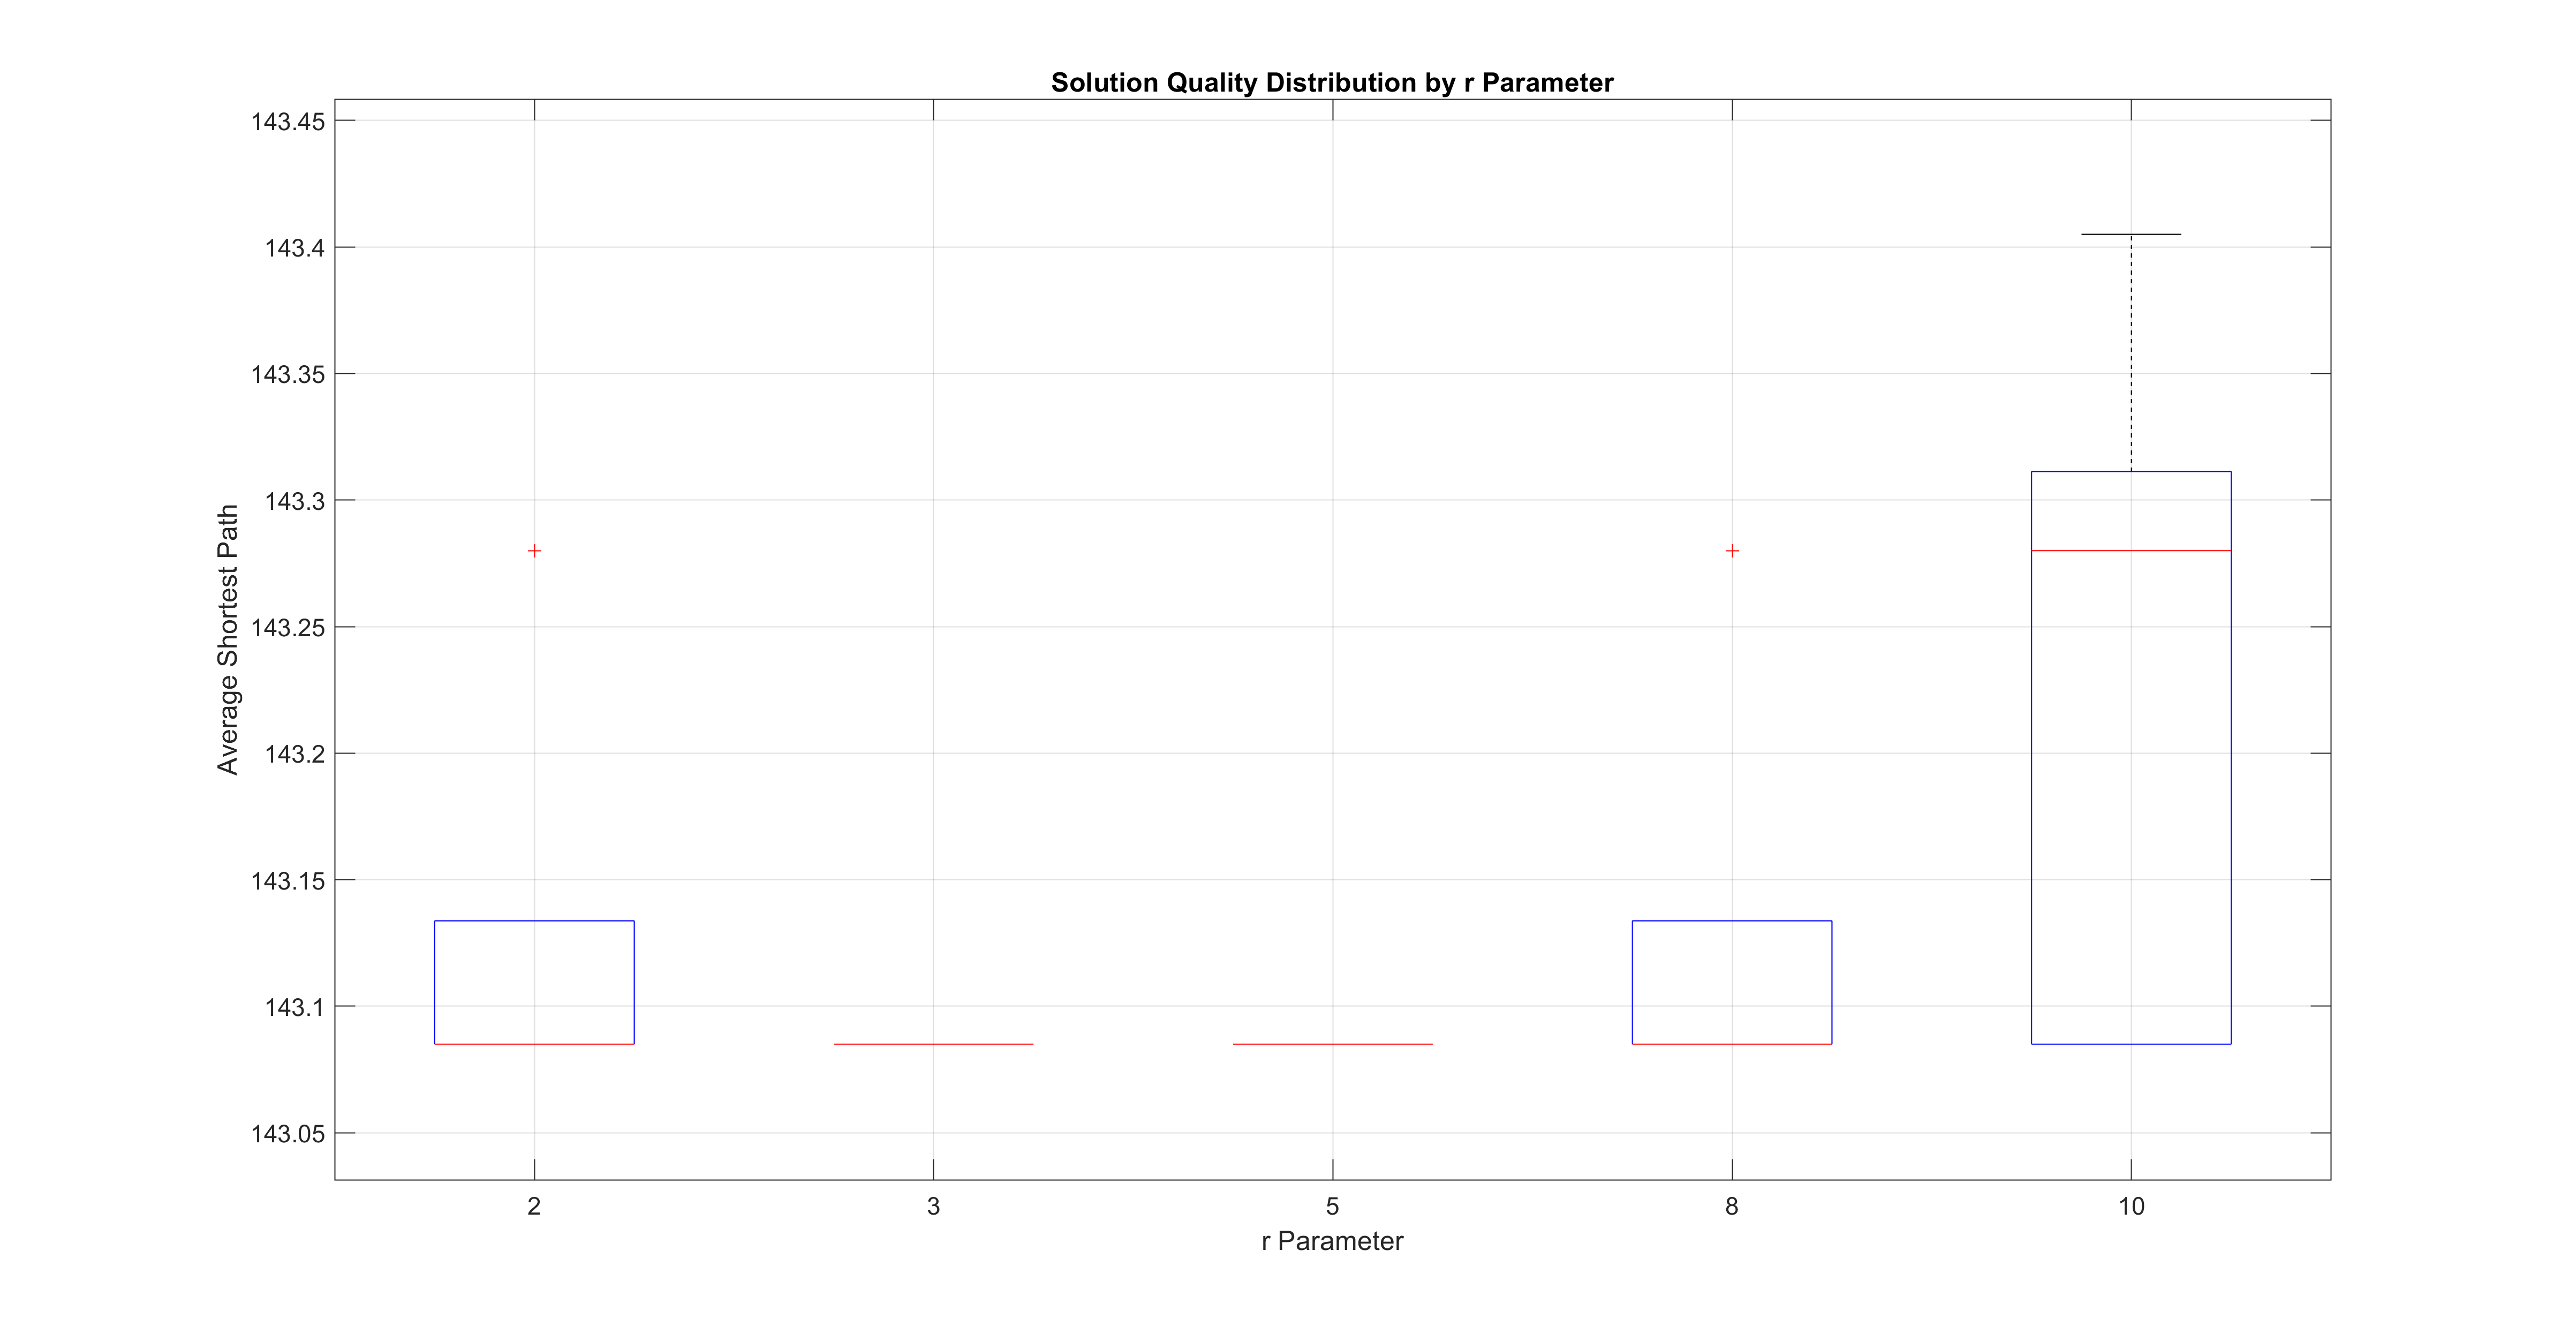 Solution Quality Distribution by r Parameter
143.45
143.4
143.35
143.3
143.25
143.2
143.15
143.1
143.05
Average Shortest Path
2 3 5 8 10
r Parameter